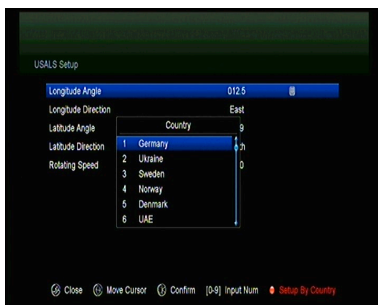 USALS Setup
Longitude Angle 012.5
Longitude Direction East
Latitude Angle 9
Latitude Direction
Rotating Speed 0
Country
1 Germany
2 Ukraine
3 Sweden
4 Norway
5 Denmark
6 UAE
Close Move Cursor Confirm [0-9] Input Num Setup By Country